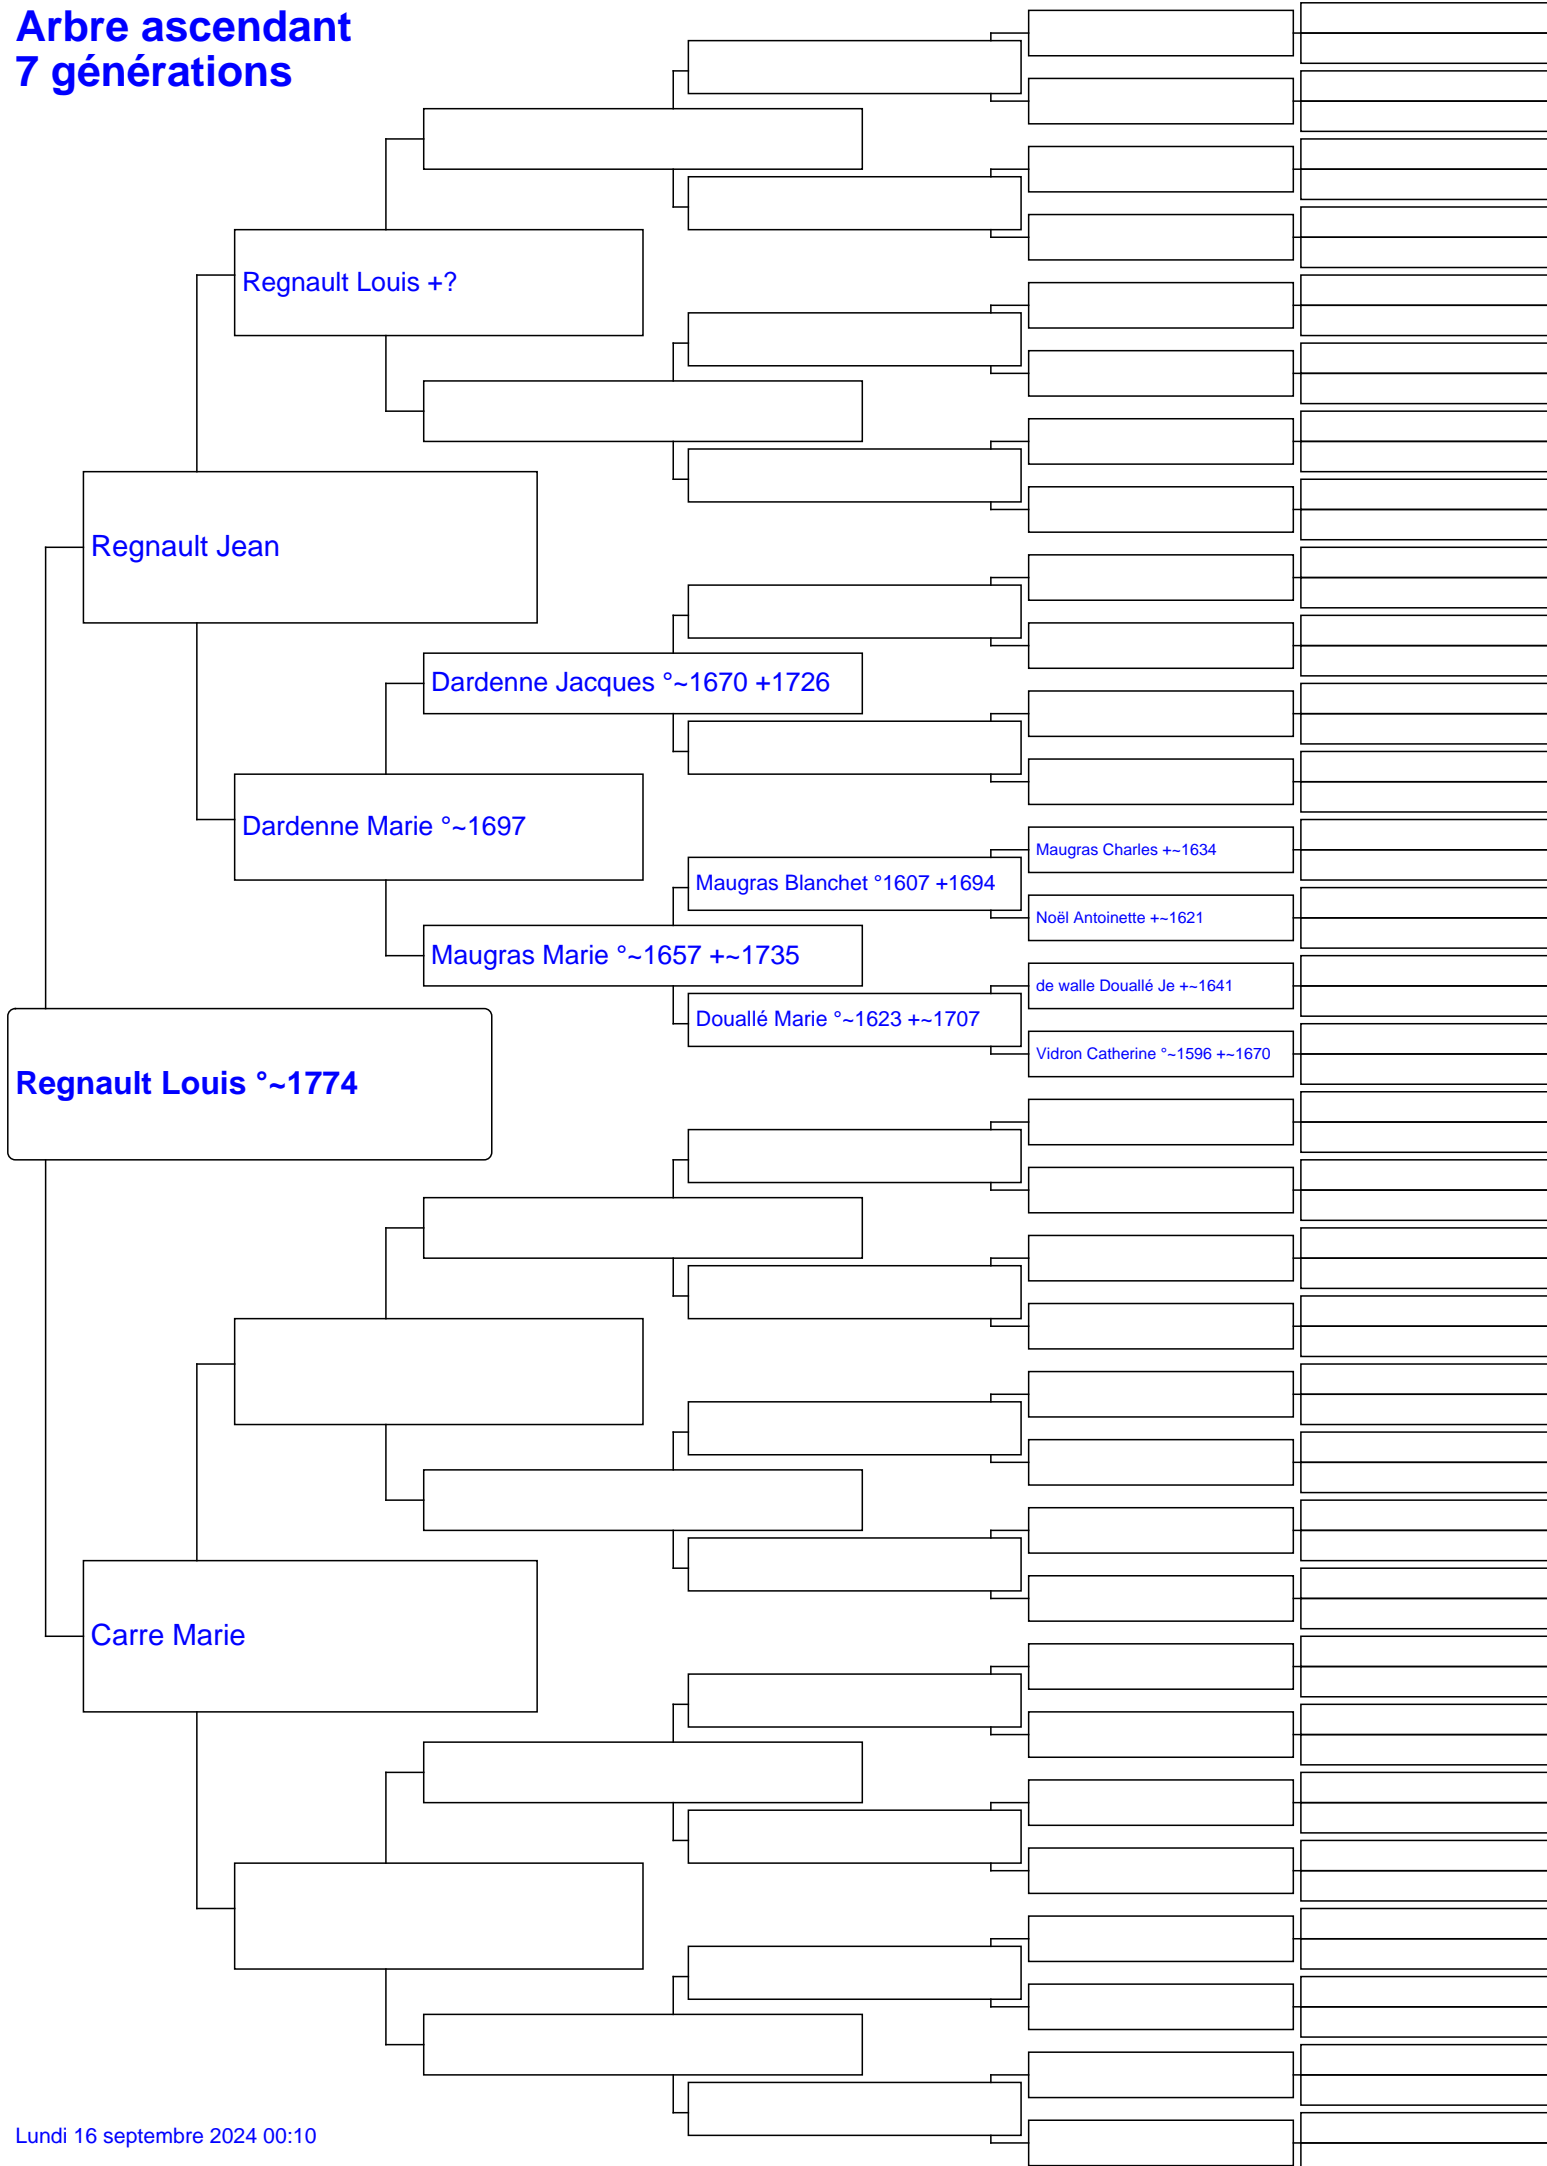 Arbre ascendant
7 générations
Regnault Louis +?
Regnault Jean
Dardenne Jacques °~1670 +1726
Dardenne Marie °~1697
Maugras Charles +~1634
Maugras Blanchet °1607 +1694
Noël Antoinette +~1621
Maugras Marie °~1657 +~1735
de walle Douallé Je +~1641
Douallé Marie °~1623 +~1707
Vidron Catherine °~1596 +~1670
Regnault Louis °~1774
Carre Marie
Lundi 16 septembre 2024 00:10